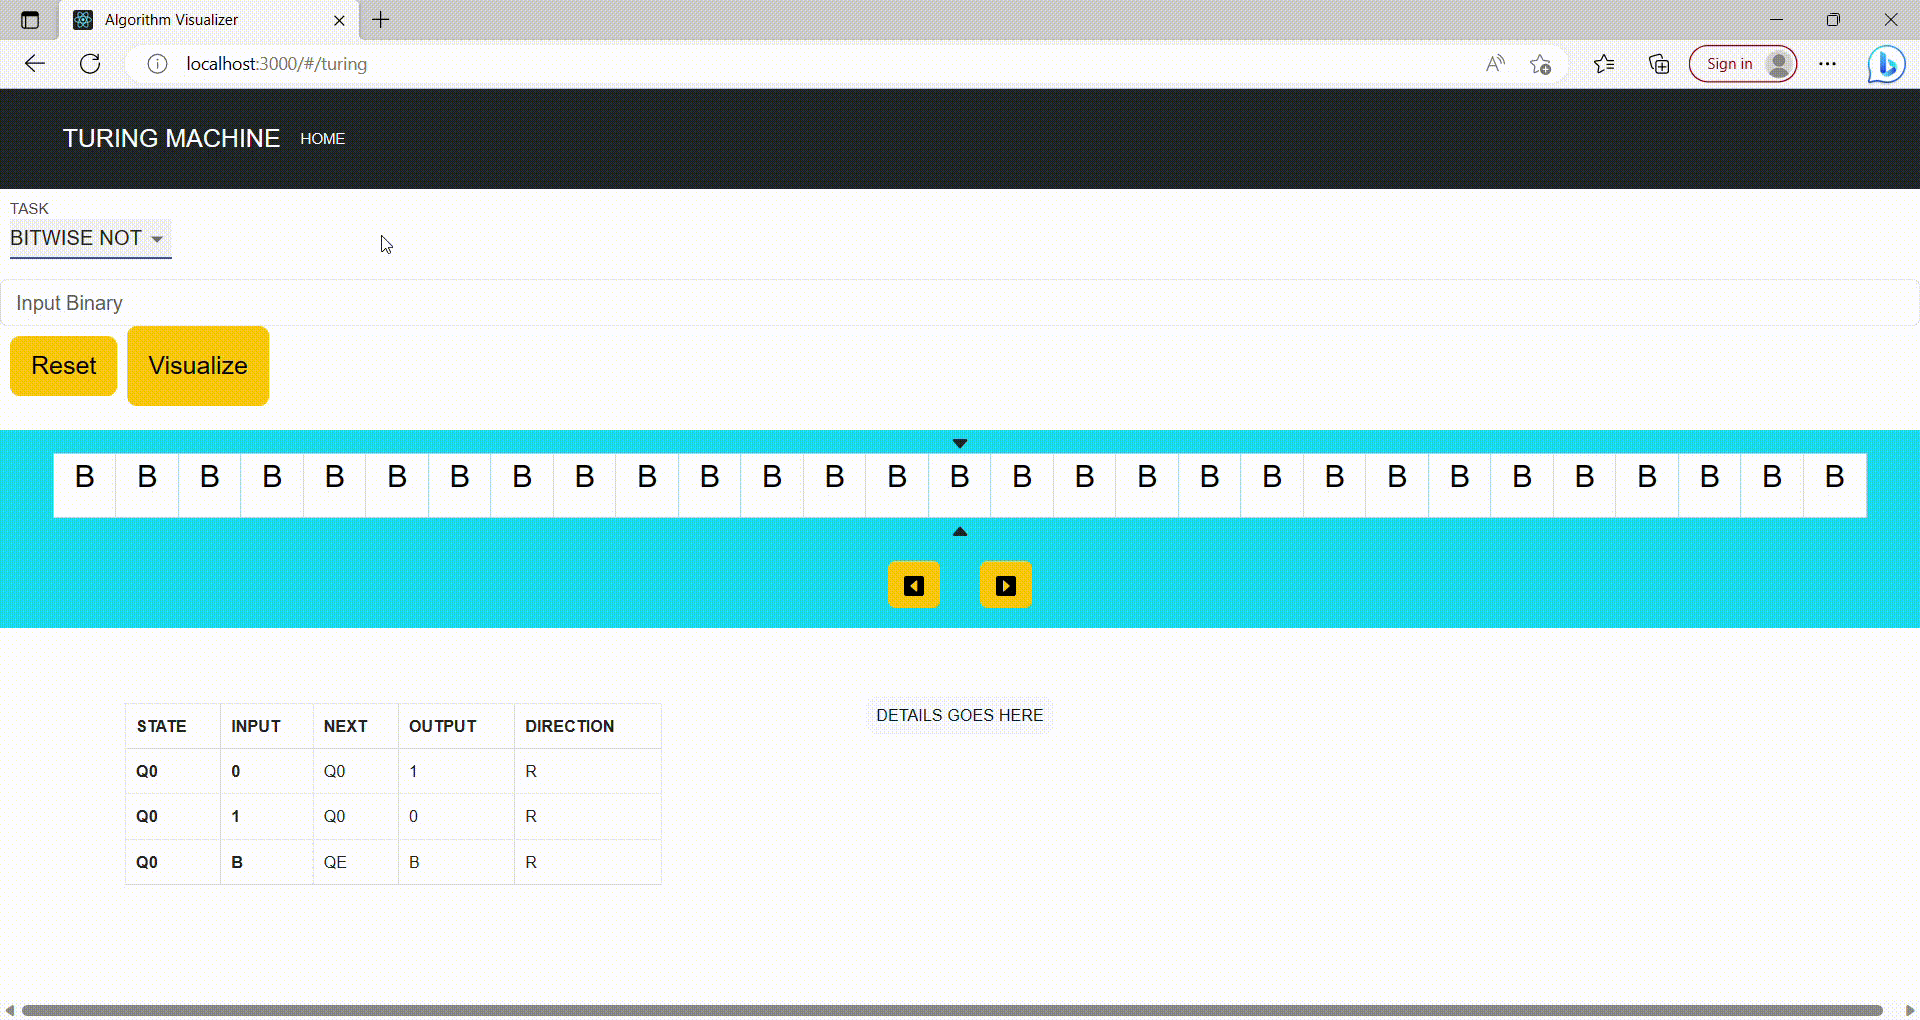 Algorithm Visualizer
localhost:3000/#/turing
Sign in
TURING MACHINE HOME
TASK
BITWISE NOT
Input Binary
Reset Visualize
B B B B B B B B B B B B B B B B B B B B B B B B B B B B B
STATE INPUT NEXT OUTPUT DIRECTION
Q0 0 Q0 1 R
Q0 1 Q0 0 R
Q0 B QE B R
DETAILS GOES HERE